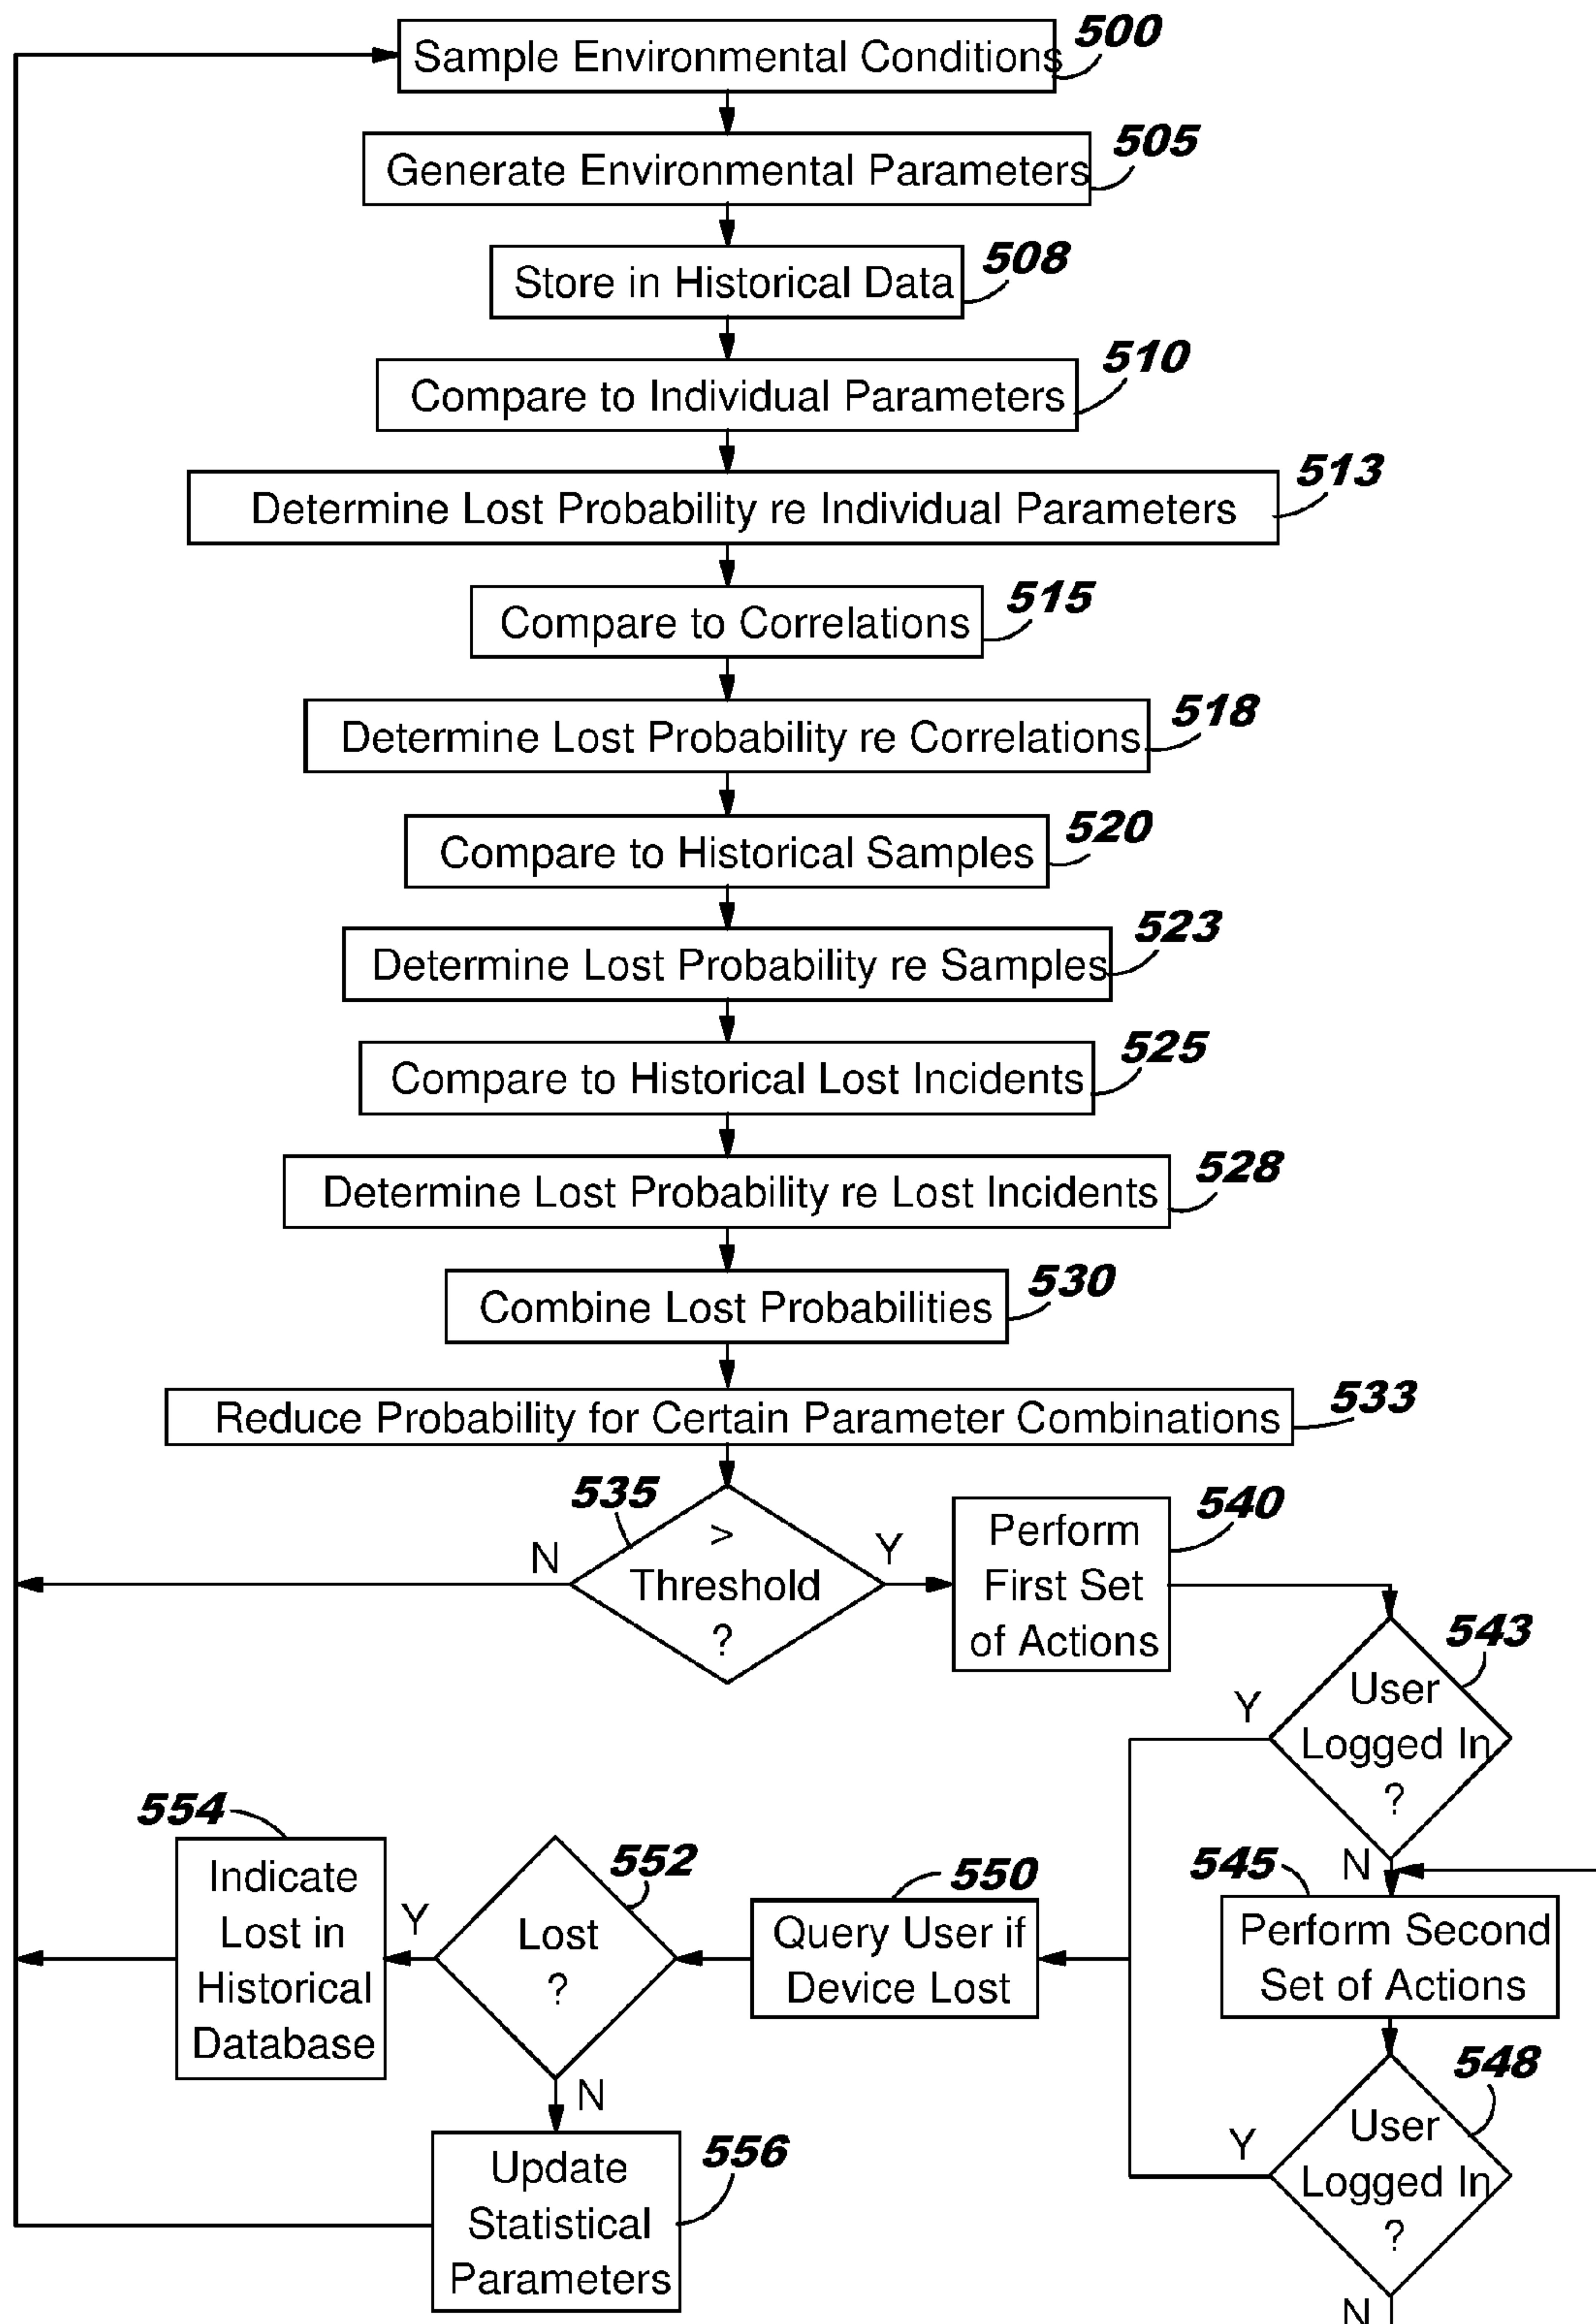 Sample Environmental Conditions
500
Generate Environmental Parameters
505
Store in Historical Data
508
Compare to Individual Parameters
510
Determine Lost Probability re Individual Parameters
513
Compare to Correlations
515
Determine Lost Probability re Correlations
518
Compare to Historical Samples
520
Determine Lost Probability re Samples
523
Compare to Historical Lost Incidents
525
Determine Lost Probability re Lost Incidents
528
Combine Lost Probabilities
530
Reduce Probability for Certain Parameter Combinations
533
535
>
Threshold
?
N
Y
Perform
First Set
of Actions
540
543
User
Logged In
?
Y
N
545
Perform Second
Set of Actions
548
User
Logged In
?
Y
N
550
Query User if
Device Lost
552
Lost
?
Y
N
554
Indicate
Lost in
Historical
Database
556
Update
Statistical
Parameters